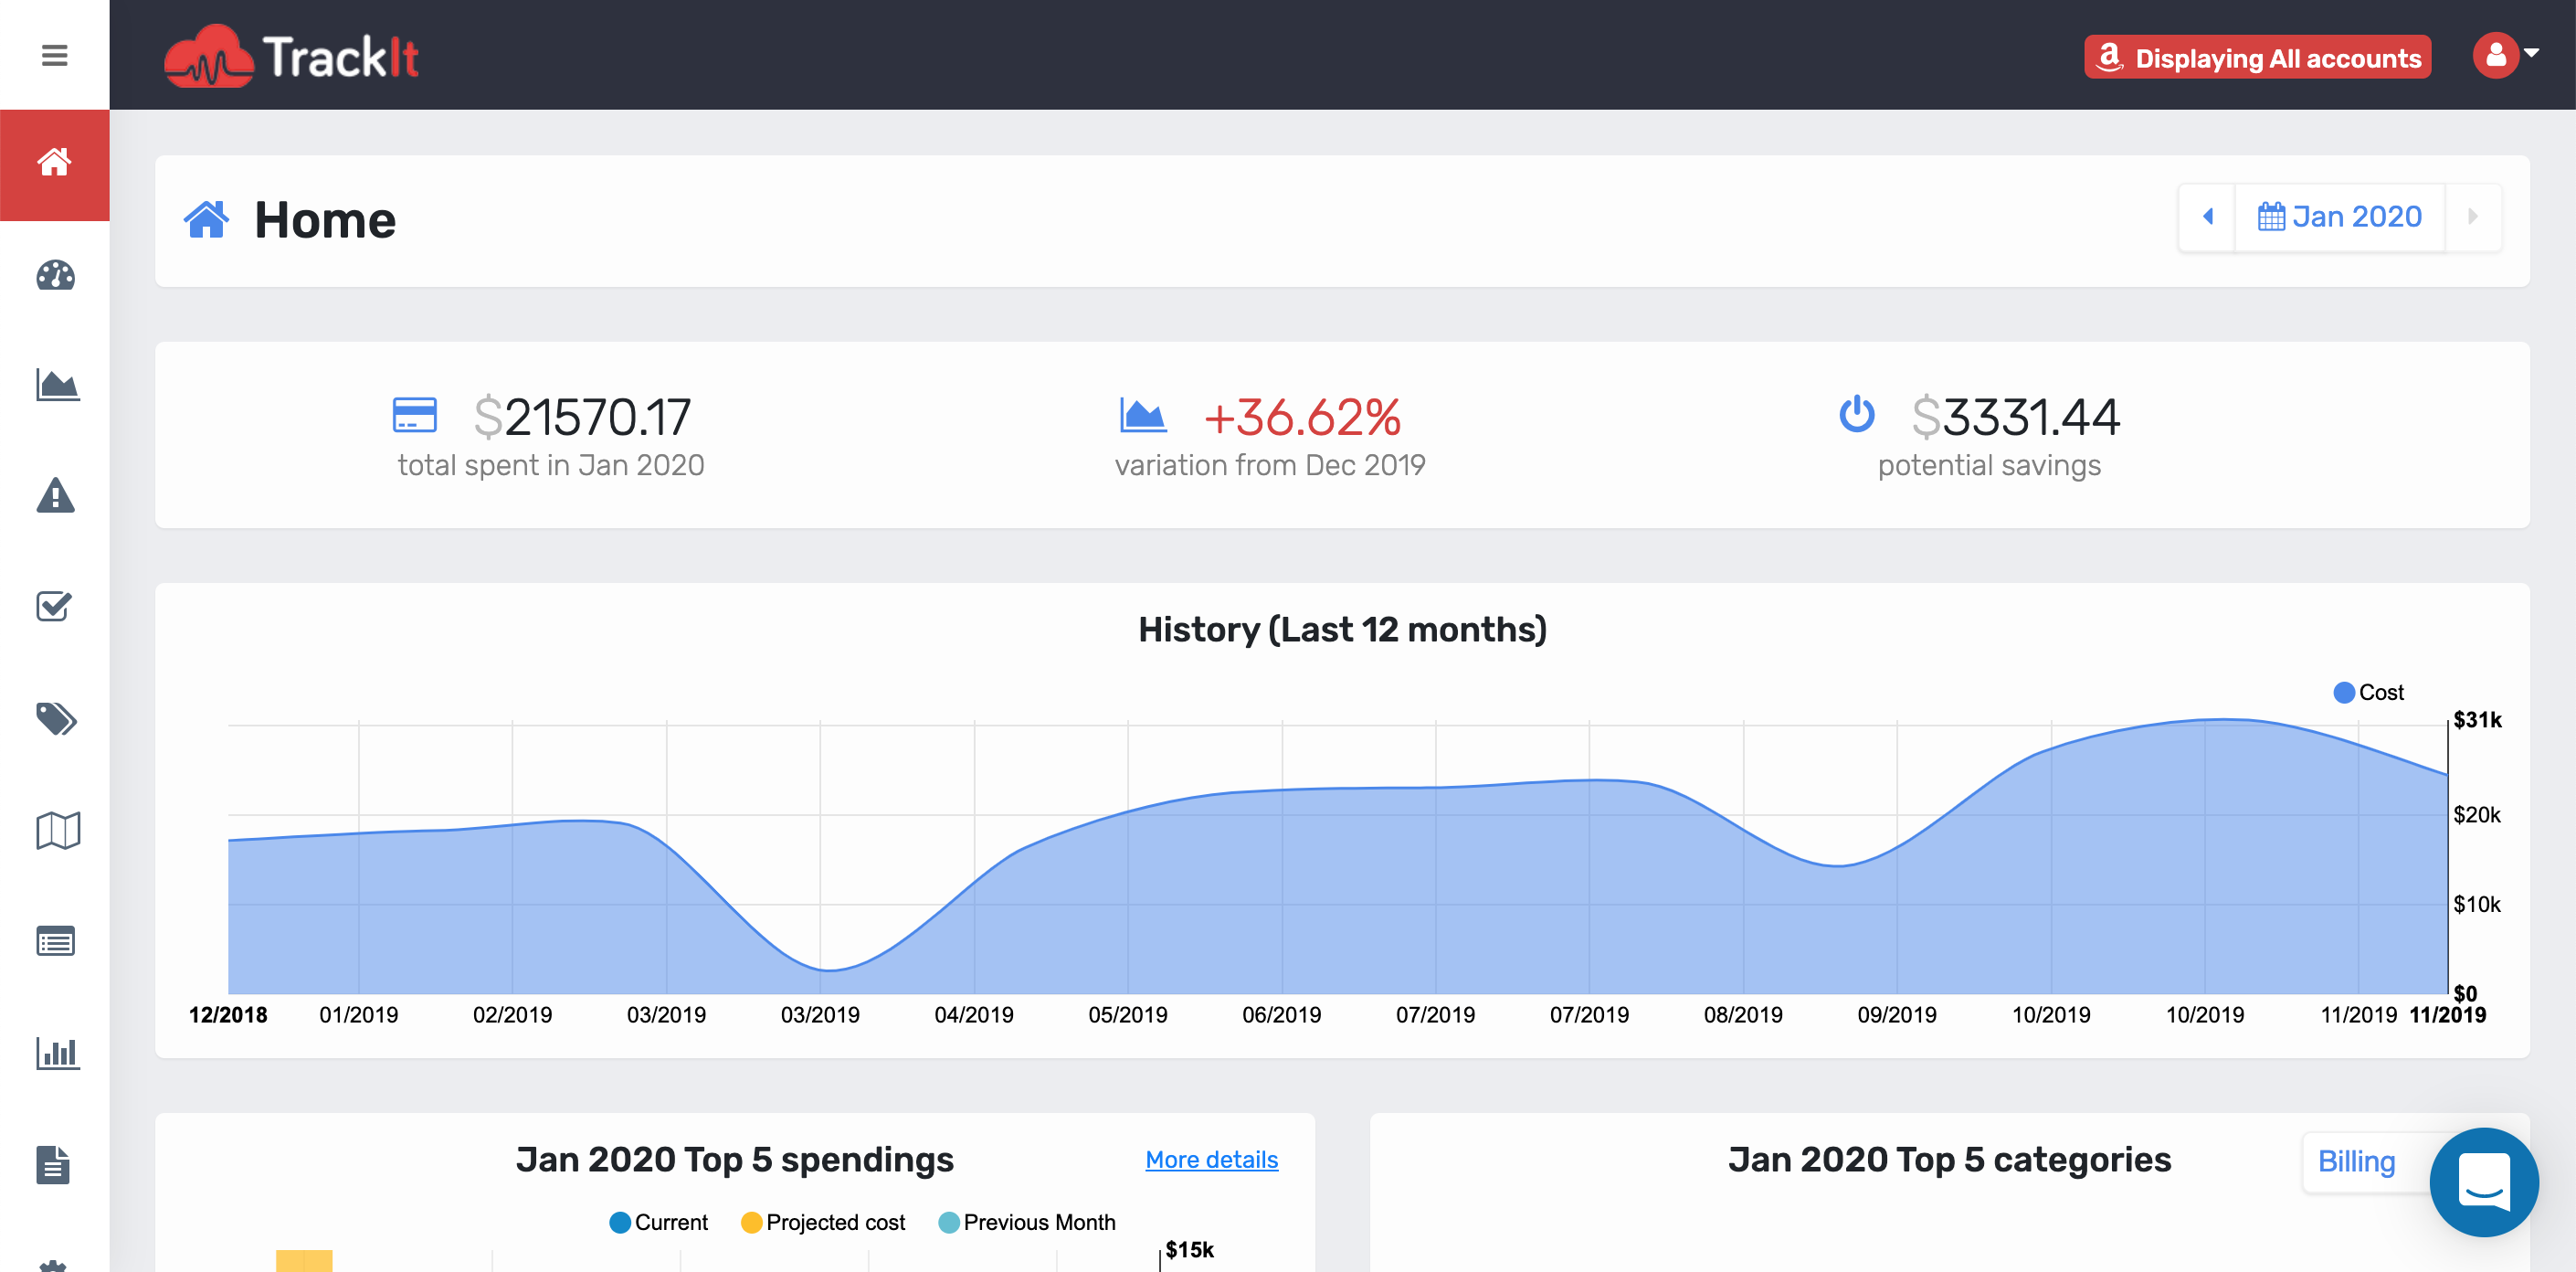 TrackIt
Displaying All accounts
Home
Jan 2020
$21570.17
total spent in Jan 2020
+36.62%
variation from Dec 2019
$3331.44
potential savings
History (Last 12 months)
Cost
$31k
$20k
$10k
$0
12/2018 01/2019 02/2019 03/2019 03/2019 04/2019 05/2019 06/2019 07/2019 07/2019 08/2019 09/2019 10/2019 10/2019 11/2019 11/2019
Jan 2020 Top 5 spendings
More details
Current Projected cost Previous Month
$15k
Jan 2020 Top 5 categories
Billing